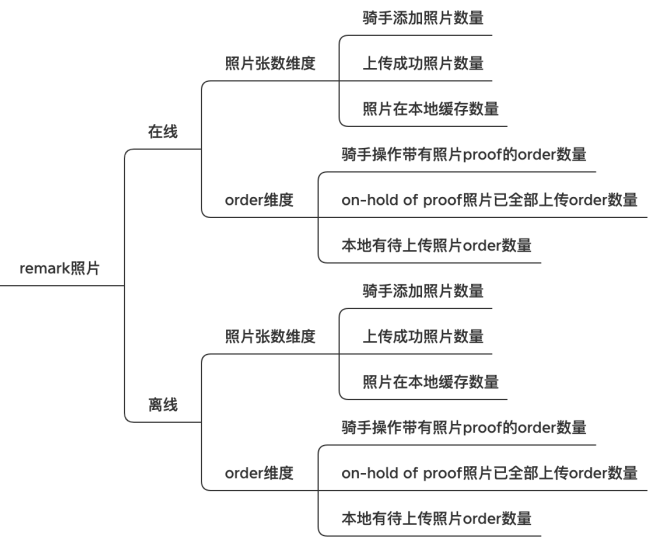 骑手添加照片数量
照片张数维度
上传成功照片数量
照片在本地缓存数量
在线
骑手操作带有照片proof的order数量
order维度
on-hold of proof照片已全部上传order数量
本地有待上传照片order数量
remark照片
骑手添加照片数量
照片张数维度
上传成功照片数量
照片在本地缓存数量
离线
骑手操作带有照片proof的order数量
order维度
on-hold of proof照片已全部上传order数量
本地有待上传照片order数量